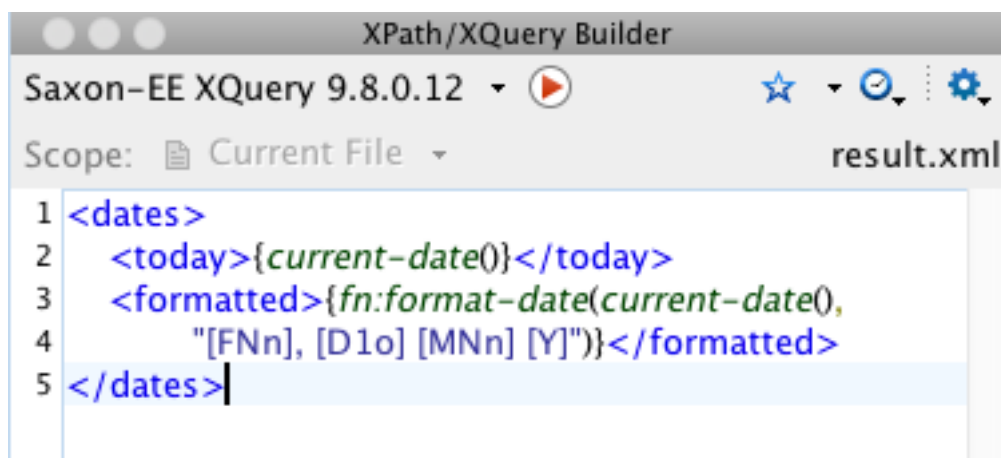 XPath/XQuery Builder
Saxon-EE XQuery 9.8.0.12
Scope: Current File result.xml
1 <dates>
2 <today>{current-date()}</today>
3 <formatted>{fn:format-date(current-date(),
4 "[FNn], [D1o] [MNn] [Y]")}</formatted>
5 </dates>